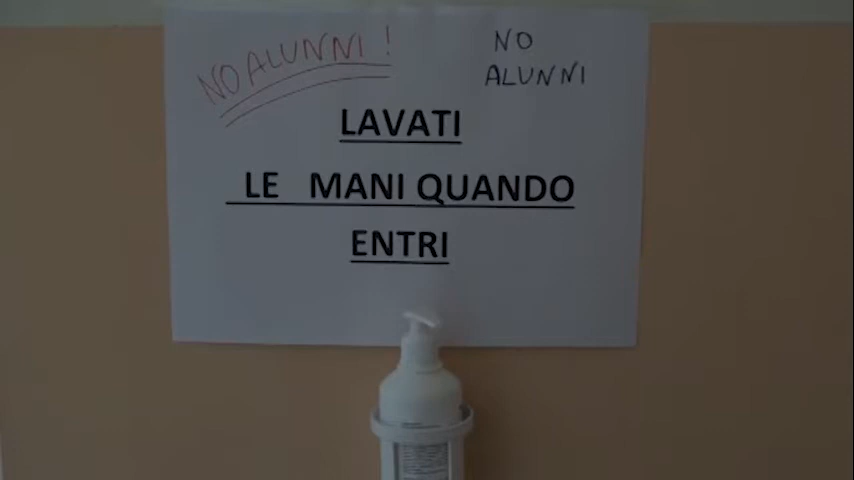 NO ALUNNI!
NO
ALUNNI
LAVATI
LE MANI QUANDO
ENTRI